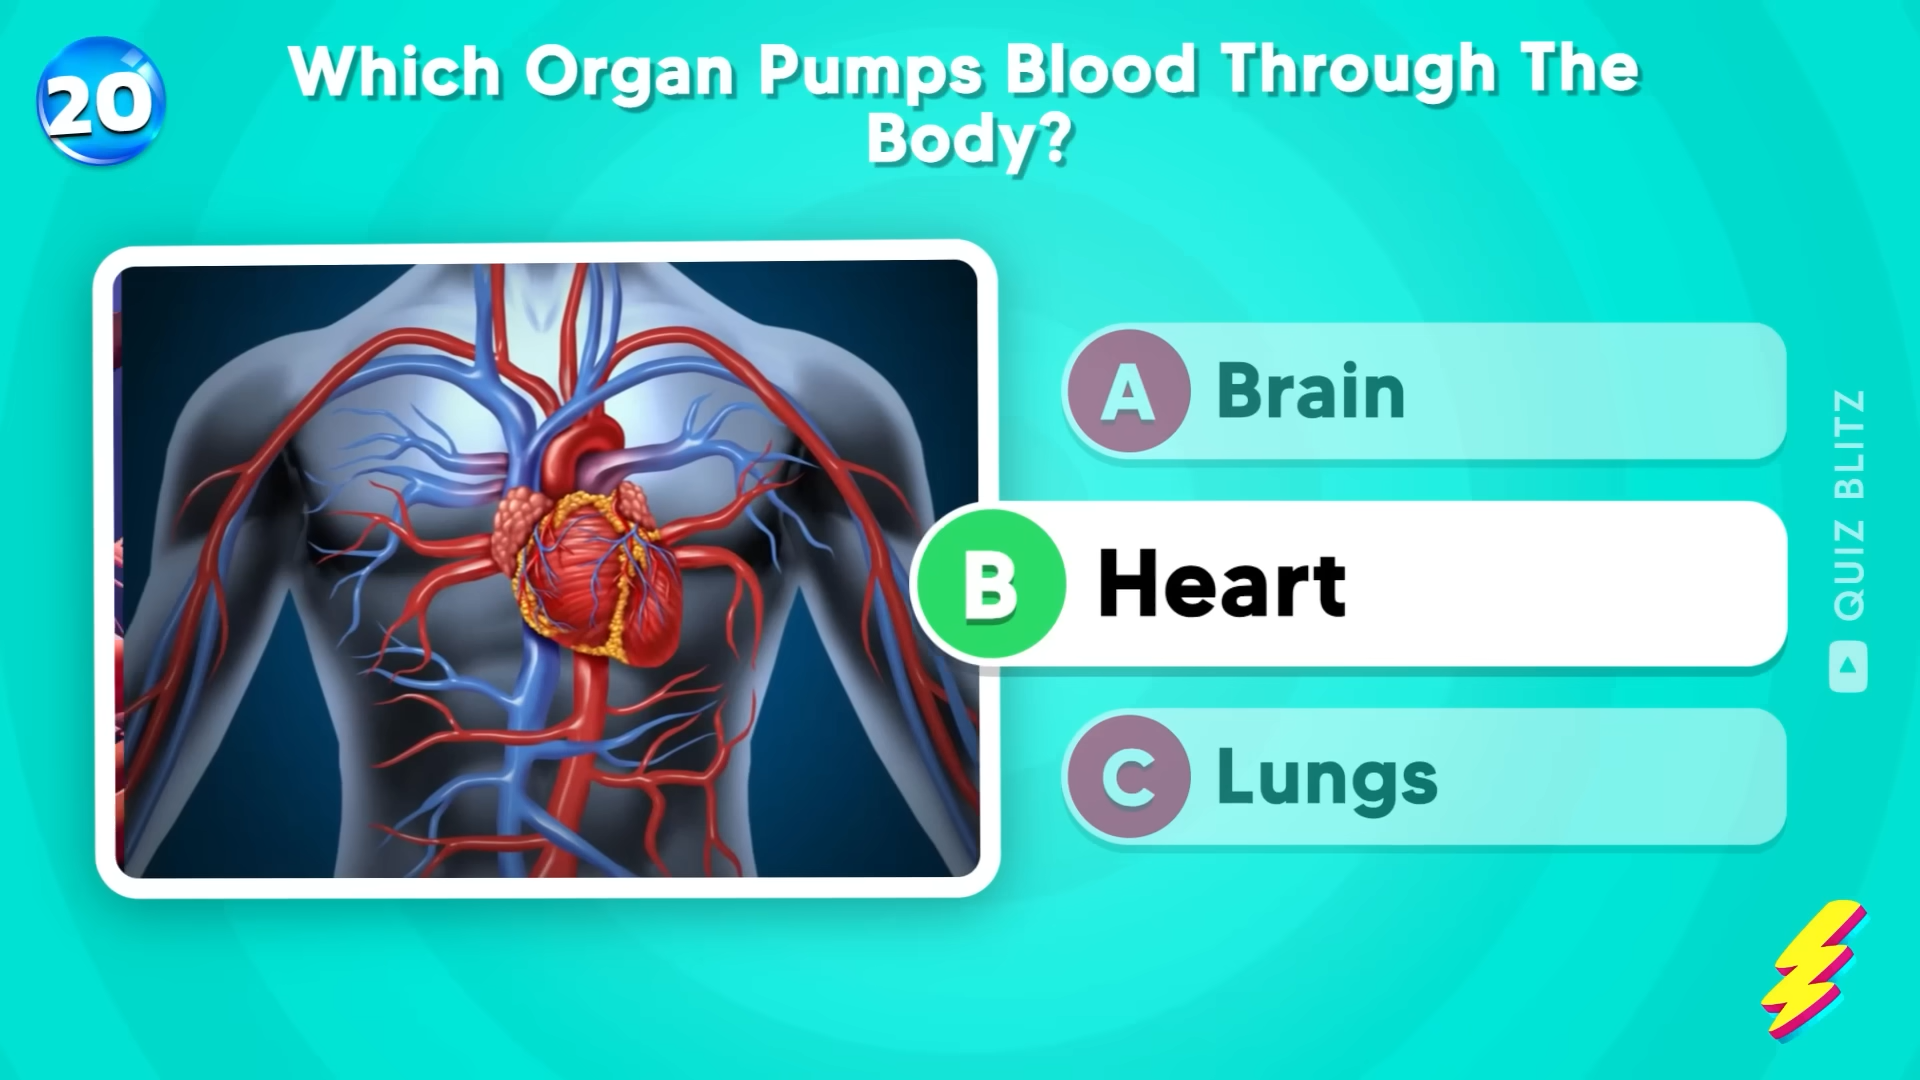 20
Which Organ Pumps Blood Through The
Body?
A Brain
B Heart
C Lungs
QUIZ BLITZ